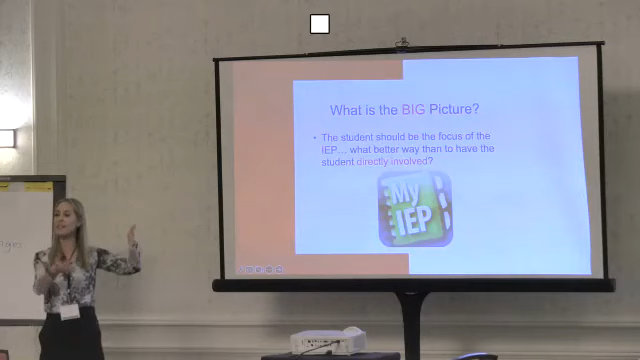 What is the BIG Picture?
• The student should be the focus of the
IEP... what better way than to have the
student directly involved?
My
IEP